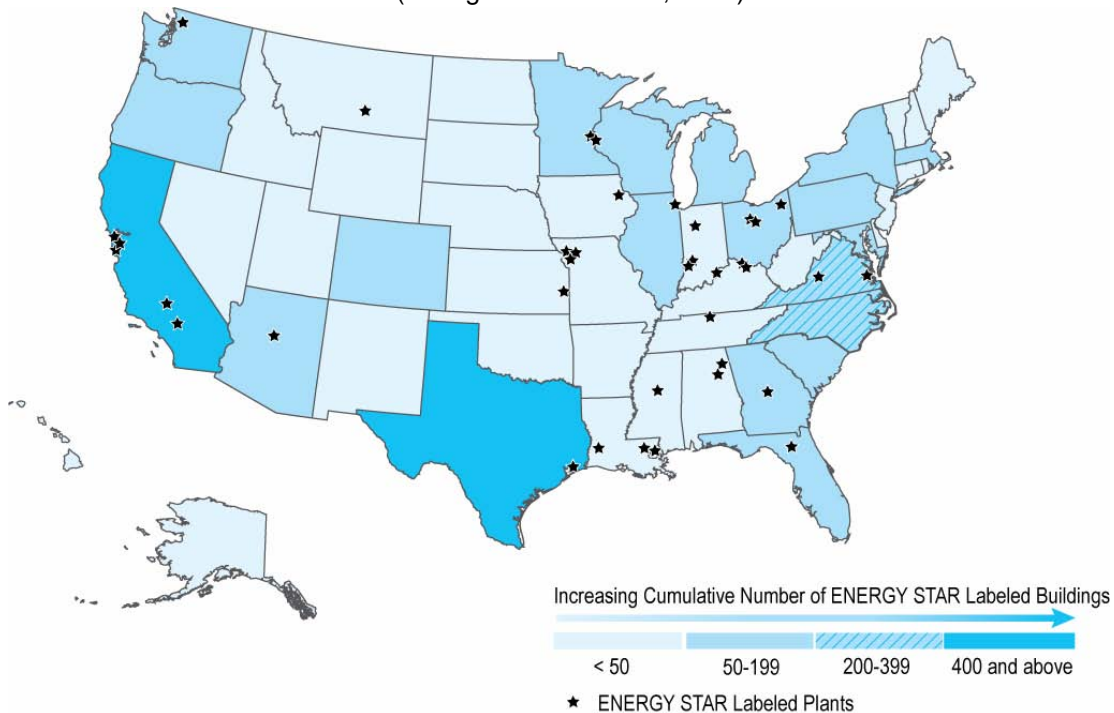 Increasing Cumulative Number of ENERGY STAR Labeled Buildings
< 50 50-199 200-399 400 and above
★ ENERGY STAR Labeled Plants